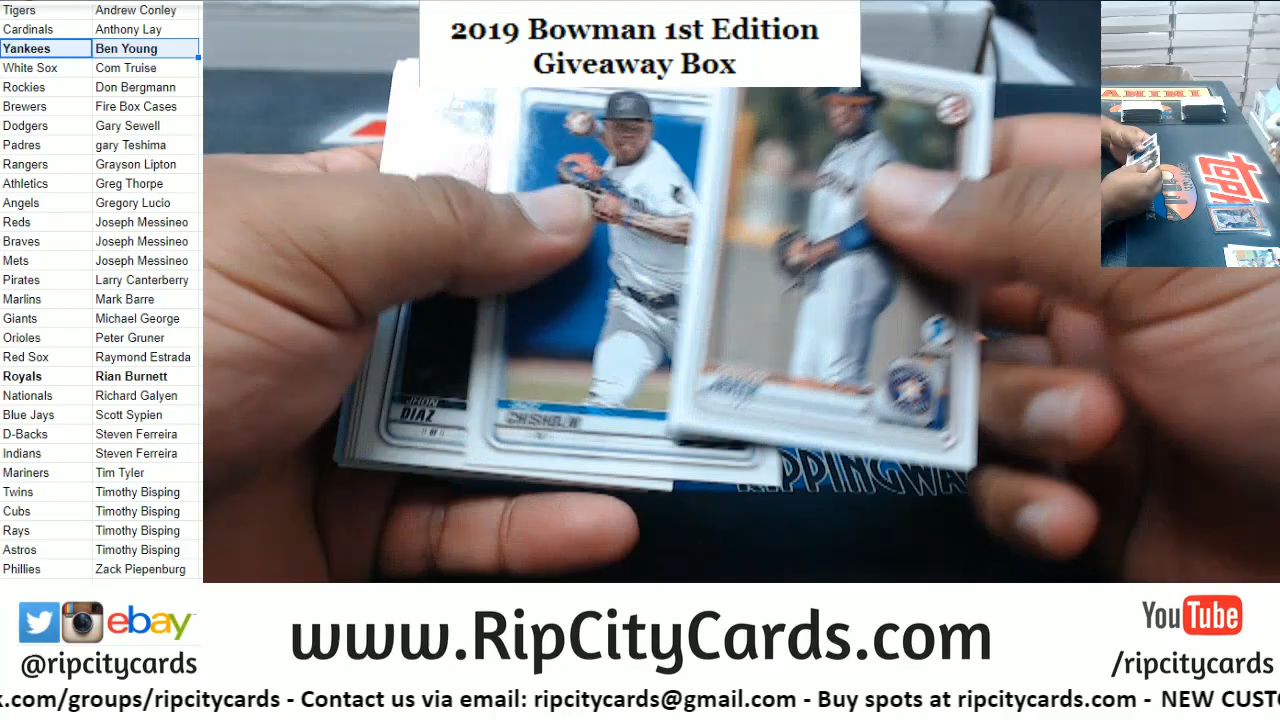 Tigers Andrew Conley
Cardinals Anthony Lay
Yankees Ben Young
White Sox Com Truise
Rockies Don Bergmann
Brewers Fire Box Cases
Dodgers Gary Sewell
Padres gary Teshima
Rangers Grayson Lipton
Athletics Greg Thorpe
Angels Gregory Lucio
Reds Joseph Messineo
Braves Joseph Messineo
Mets Joseph Messineo
Pirates Larry Canterberry
Marlins Mark Barre
Giants Michael George
Orioles Peter Gruner
Red Sox Raymond Estrada
Royals Rian Burnett
Nationals Richard Galyen
Blue Jays Scott Sypien
D-Backs Steven Ferreira
Indians Steven Ferreira
Mariners Tim Tyler
Twins Timothy Bisping
Cubs Timothy Bisping
Rays Timothy Bisping
Astros Timothy Bisping
Phillies Zack Piepenburg
2019 Bowman 1st Edition
Giveaway Box
DIAZ
PPINGWA
PANINI
ebay
@ripcitycards
www.RipCityCards.com
YouTube
/ripcitycards
k.com/groups/ripcitycards - Contact us via email: ripcitycards@gmail.com - Buy spots at ripcitycards.com - NEW CUSTO